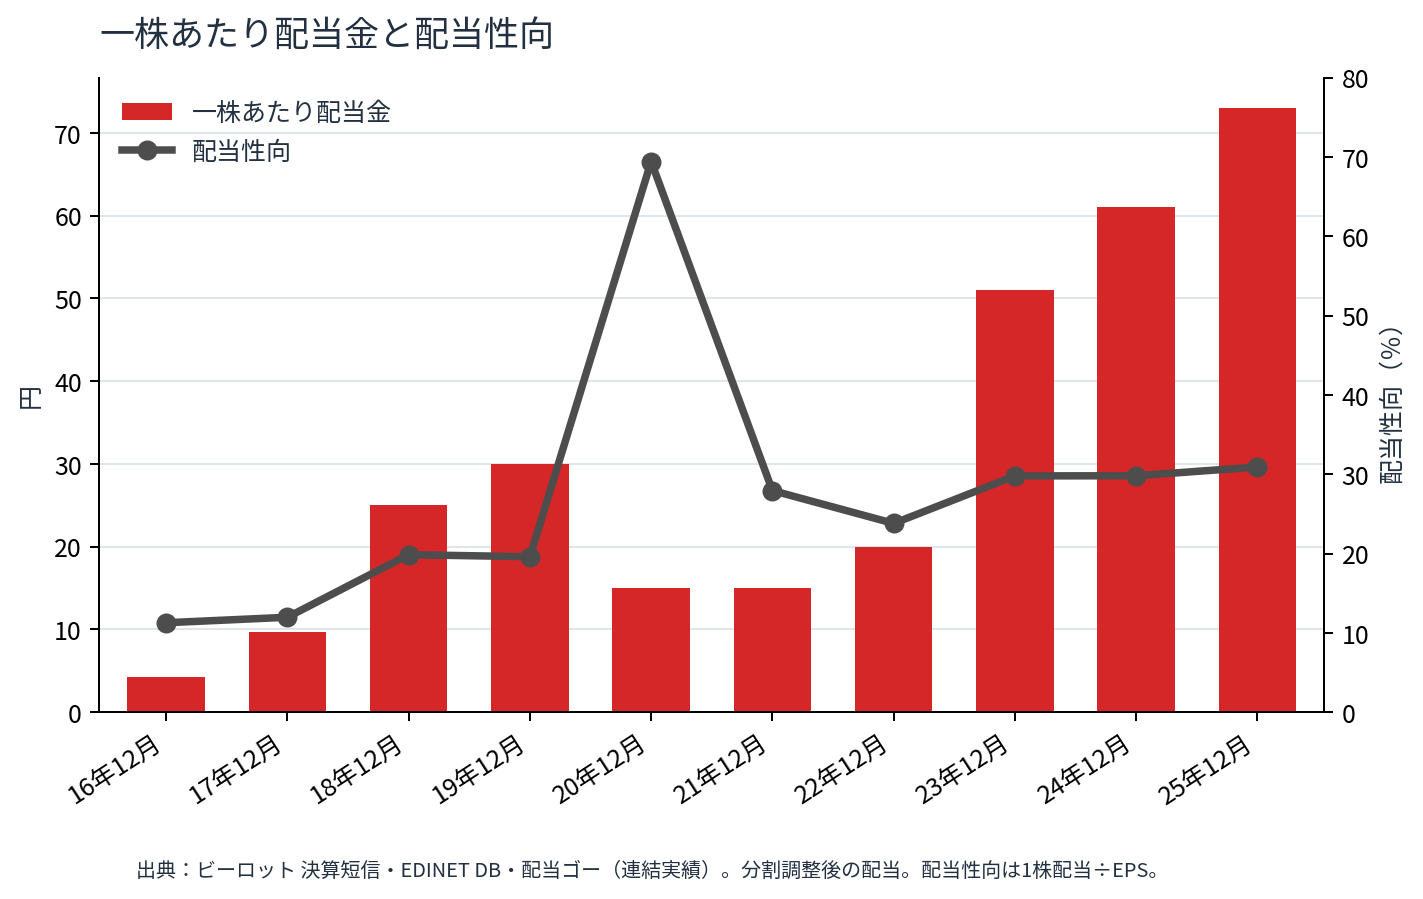 一株あたり配当金と配当性向
一株あたり配当金
配当性向
円
70
60
50
40
30
20
10
0
80
70
60
50
40
30
20
10
0
配当性向（%）
16年12月
17年12月
18年12月
19年12月
20年12月
21年12月
22年12月
23年12月
24年12月
25年12月
出典：ビーロット 決算短信・EDINET DB・配当ゴー（連結実績）。分割調整後の配当。配当性向は1株配当÷EPS。